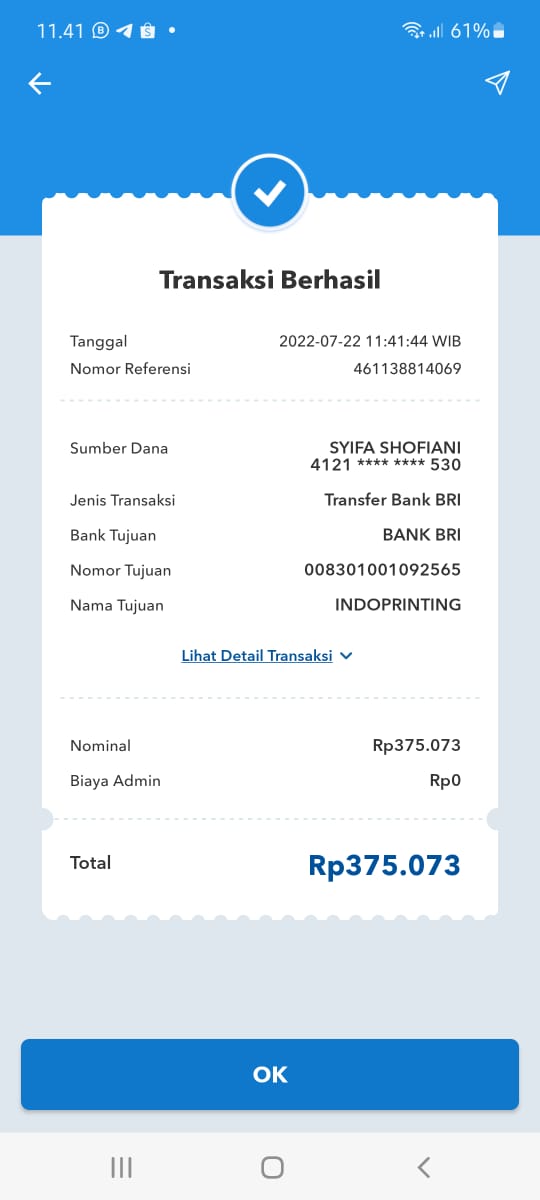 11.41
61%
Transaksi Berhasil
Tanggal 2022-07-22 11:41:44 WIB
Nomor Referensi 461138814069
Sumber Dana SYIFA SHOFIANI
4121 **** **** 530
Jenis Transaksi Transfer Bank BRI
Bank Tujuan BANK BRI
Nomor Tujuan 008301001092565
Nama Tujuan INDOPRINTING
Lihat Detail Transaksi
Nominal Rp375.073
Biaya Admin Rp0
Total Rp375.073
OK